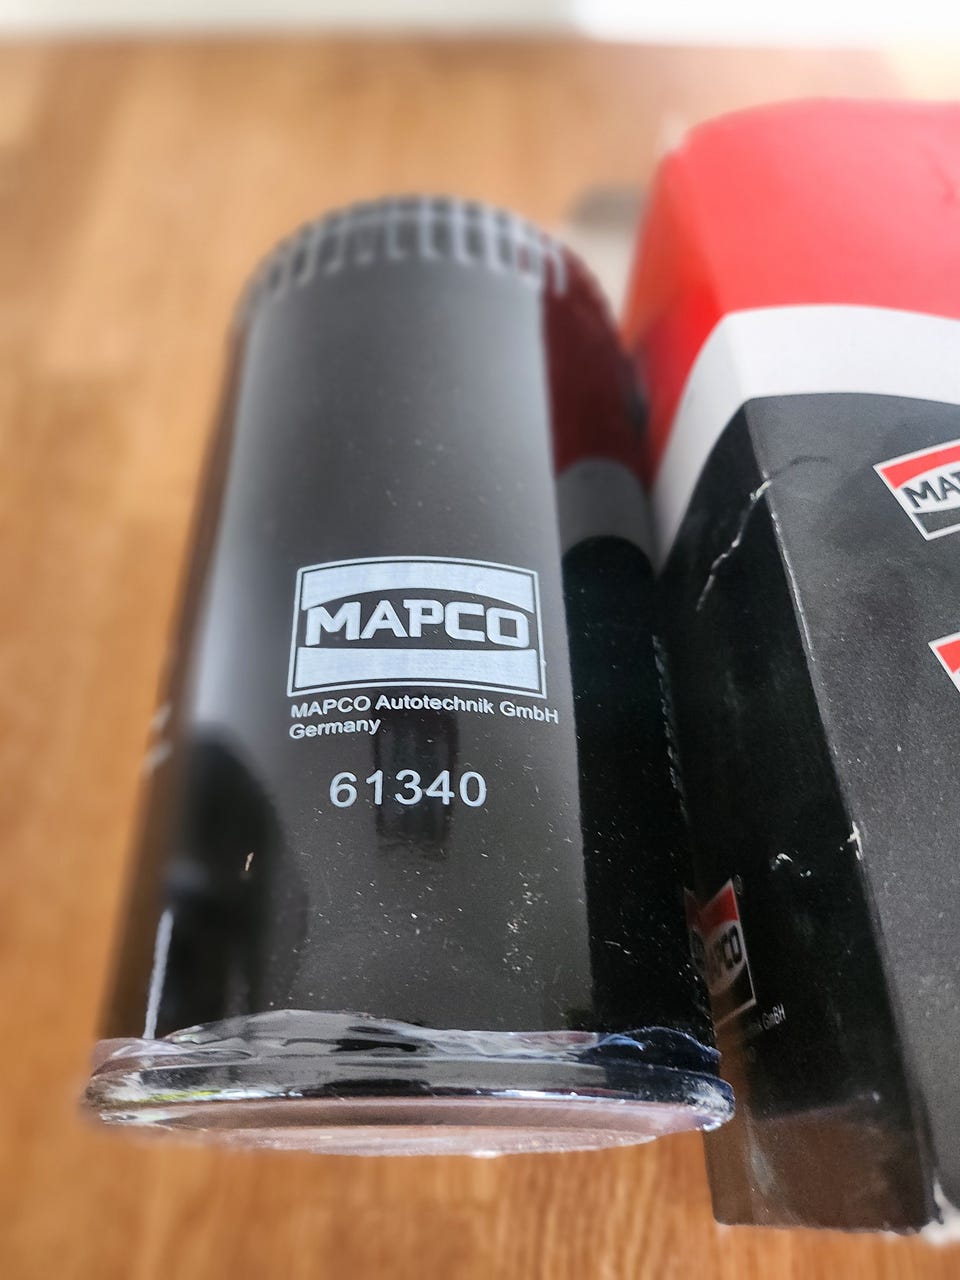 MAPCO
MAPCO Autotechnik GmbH
Germany
61340